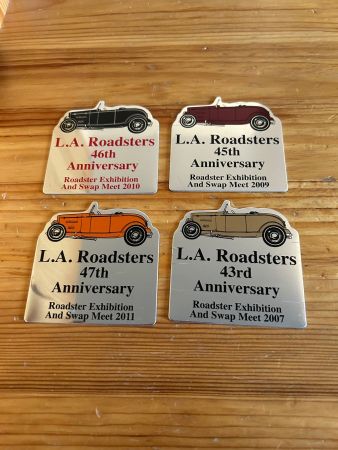 L.A. Roadsters
46th
Anniversary
Roadster Exhibition
And Swap Meet 2010
L.A. Roadsters
45th
Anniversary
Roadster Exhibition
And Swap Meet 2009
L.A. Roadsters
47th
Anniversary
Roadster Exhibition
And Swap Meet 2011
L.A. Roadsters
43rd
Anniversary
Roadster Exhibition
And Swap Meet 2007